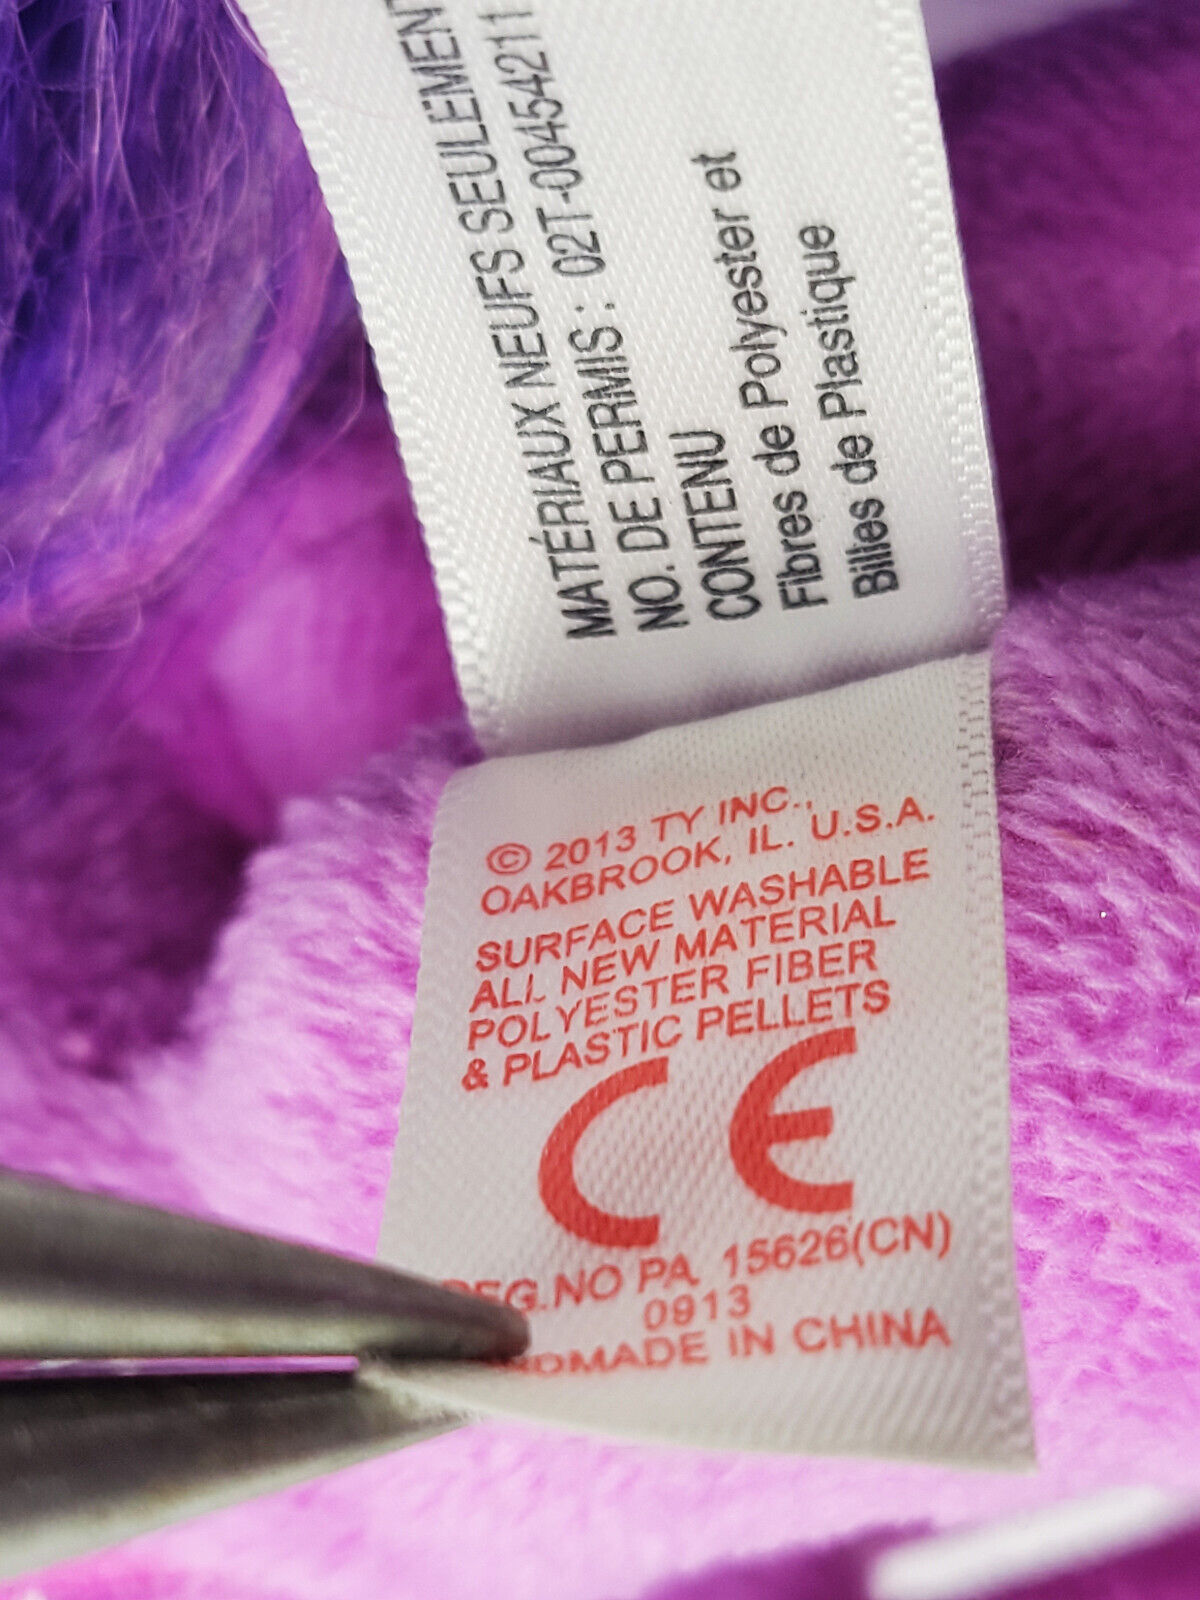 MATÉRIAUX NEUFS SEULEMENT
NO. DE PERMIS : 02T-00454211
CONTENU
Fibres de Polyester et
Billes de Plastique
© 2013 TY INC.,
OAKBROOK, IL. U.S.A.
SURFACE WASHABLE
ALL NEW MATERIAL
POLYESTER FIBER
& PLASTIC PELLETS
CE
REG.NO PA. 15626(CN)
0913
HANDMADE IN CHINA